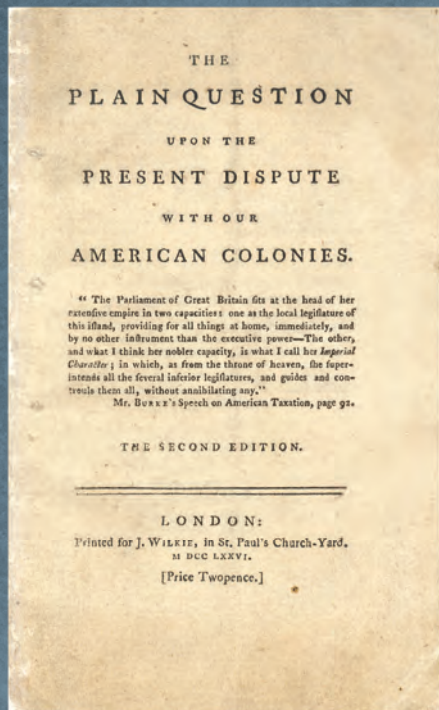 THE
PLAIN QUESTION
UPON THE
PRESENT DISPUTE
WITH OUR
AMERICAN COLONIES.
“ The Parliament of Great Britain ſits at the head of her
extenſive empire in two capacities: one as the local legiſlature of
this iſland, providing for all things at home, immediately, and
by no other inſtrument than the executive power—The other,
and what I think her nobler capacity, is what I call her Imperial
Character; in which, as from the throne of heaven, ſhe ſuper-
intends all the ſeveral inferior legiſlatures, and guides and con-
trouls them all, without annihilating any.”
Mr. BURKE’s Speech on American Taxation, page 92.
THE SECOND EDITION.
LONDON:
Printed for J. WILKIE, in St. Paul’s Church-Yard.
M DCC LXXVI.
[Price Twopence.]